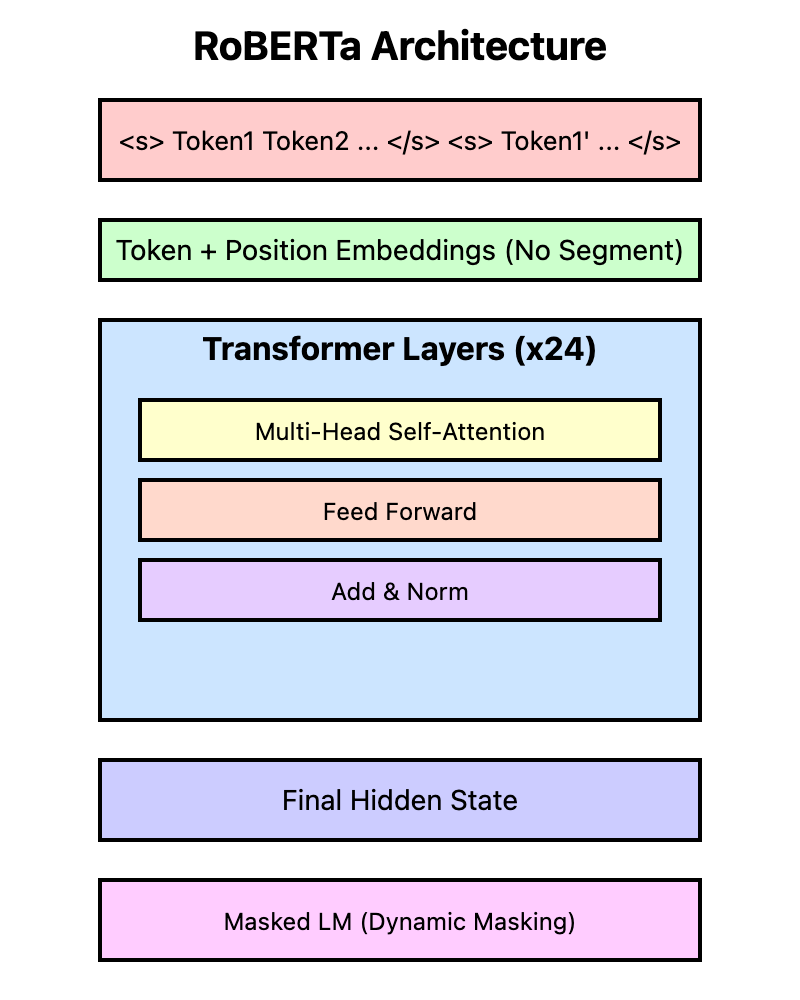 RoBERTa Architecture
<s> Token1 Token2 ... </s> <s> Token1' ... </s>
Token + Position Embeddings (No Segment)
Transformer Layers (x24)
Multi-Head Self-Attention
Feed Forward
Add & Norm
Final Hidden State
Masked LM (Dynamic Masking)